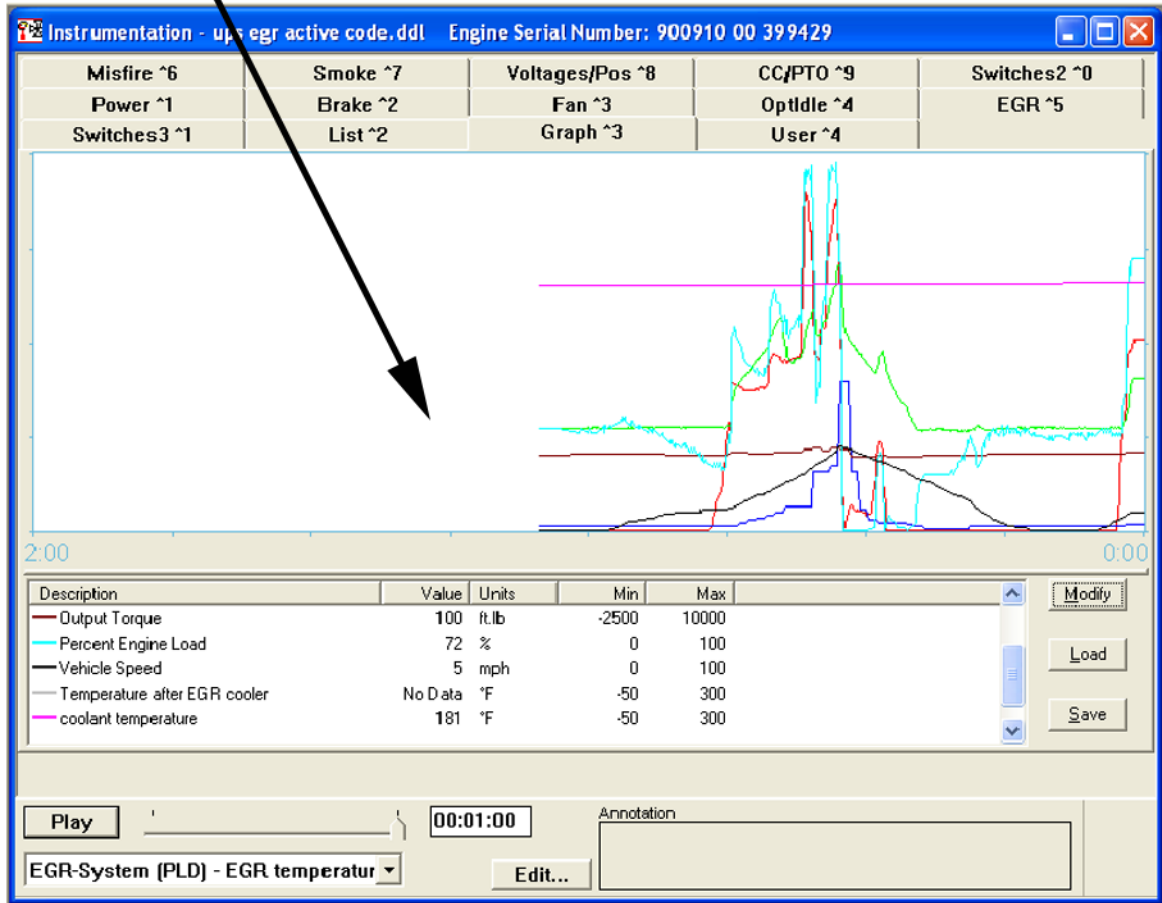 Instrumentation - ups egr active code.ddl Engine Serial Number: 900910 00 399429
Misfire ^6 Smoke ^7 Voltages/Pos ^8 CC/PTO ^9 Switches2 ^0
Power ^1 Brake ^2 Fan ^3 OptIdle ^4 EGR ^5
Switches3 ^1 List ^2 Graph ^3 User ^4
2:00 0:00
Description Value Units Min Max
Output Torque 100 ft.lb -2500 10000
Percent Engine Load 72 % 0 100
Vehicle Speed 5 mph 0 100
Temperature after EGR cooler No Data °F -50 300
coolant temperature 181 °F -50 300
Modify
Load
Save
Play 00:01:00 Annotation
EGR-System (PLD) - EGR temperatur Edit...